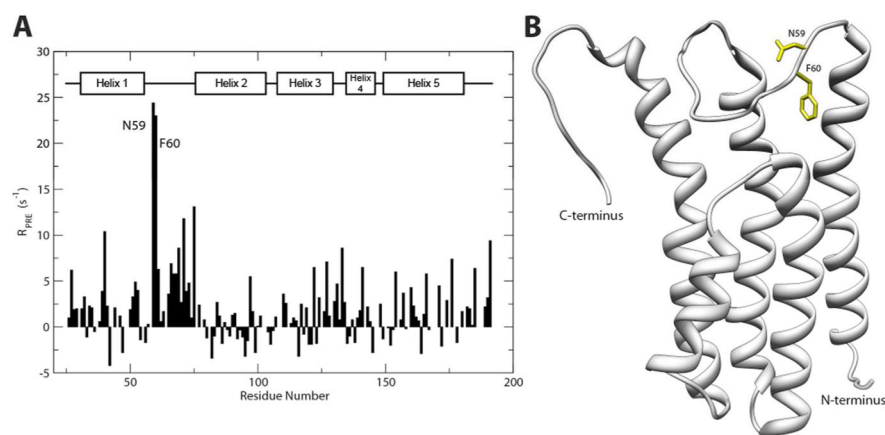 A
B
30
25
20
15
10
5
0
-5
R_PRE (s⁻¹)
Helix 1
Helix 2
Helix 3
Helix
4
Helix 5
N59
F60
50
100
150
200
Residue Number
N59
F60
C-terminus
N-terminus